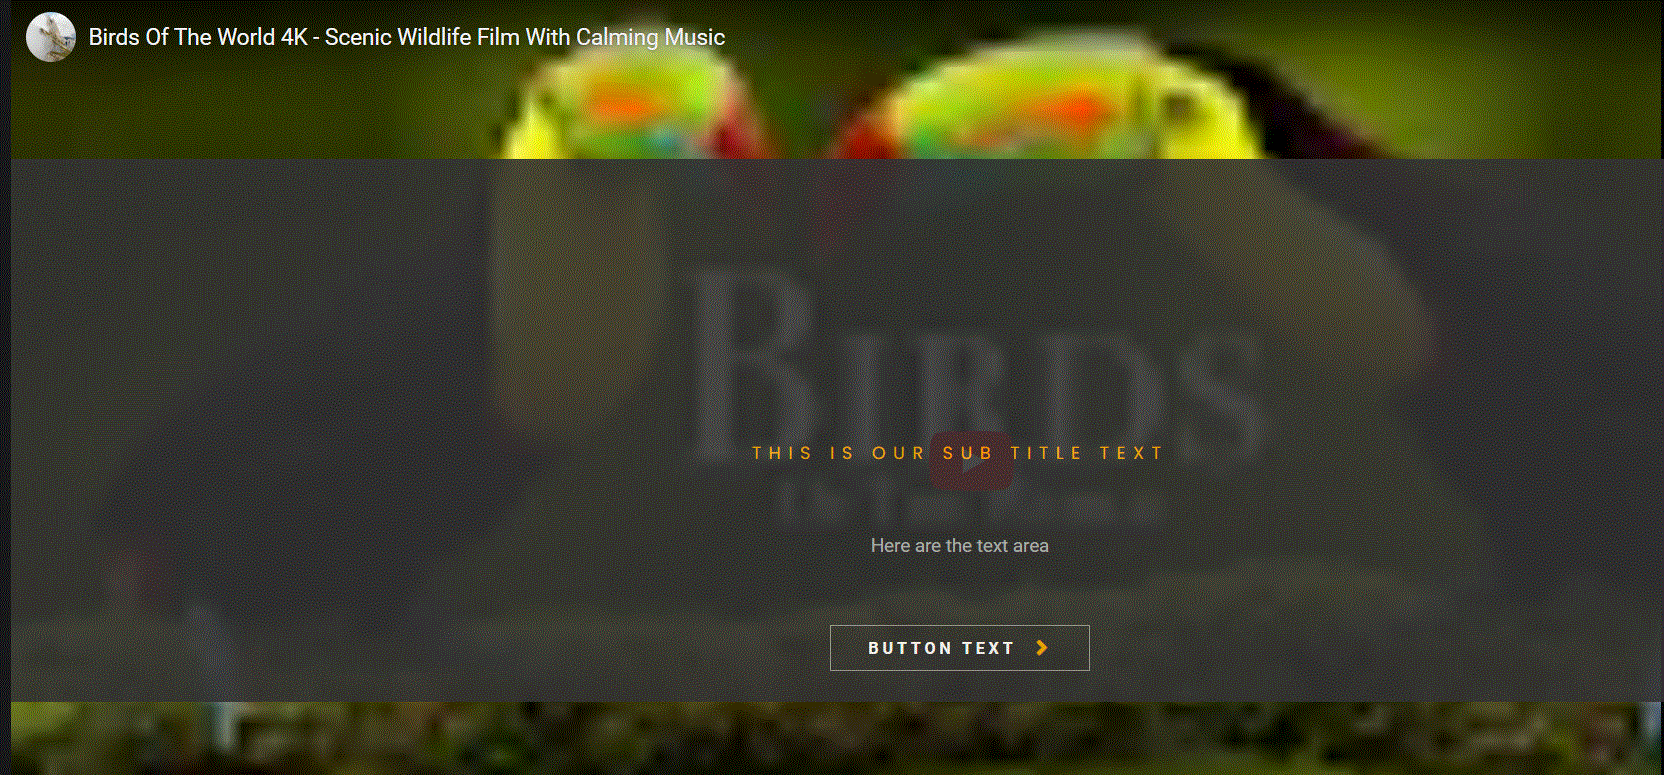 Birds Of The World 4K - Scenic Wildlife Film With Calming Music
BIRDS
THIS IS OUR SUB TITLE TEXT
Here are the text area
BUTTON TEXT